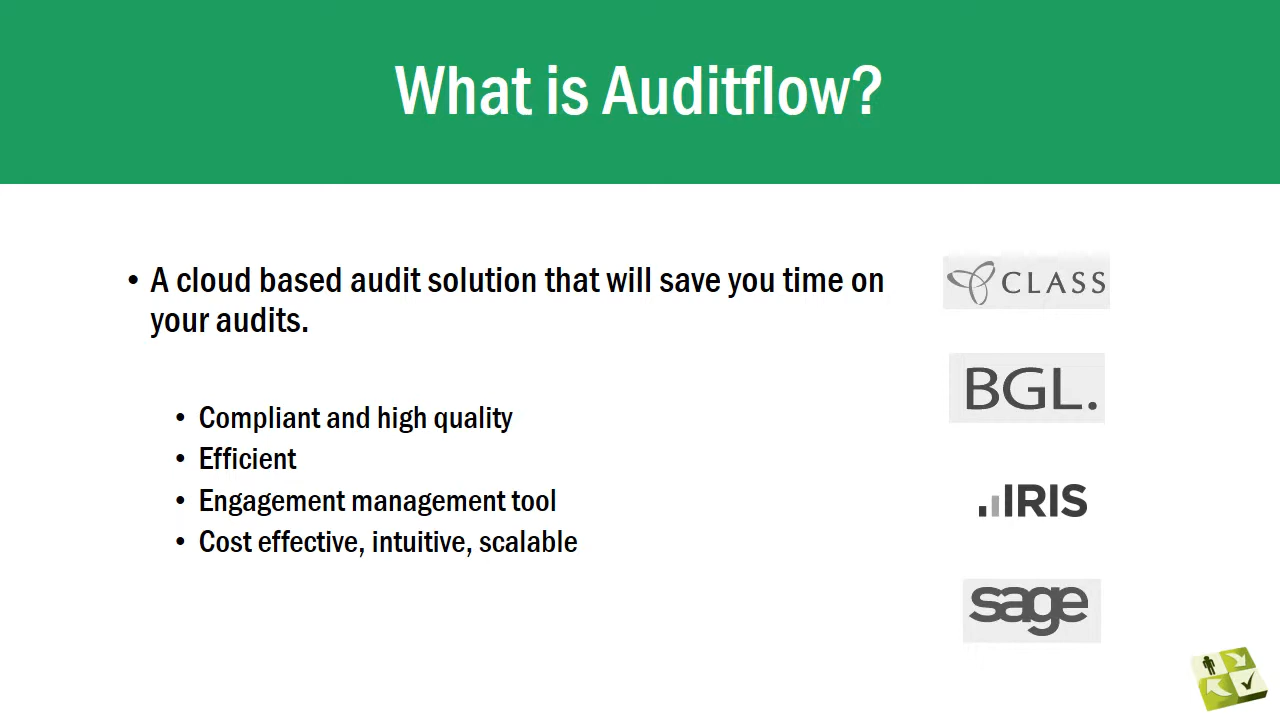 What is Auditflow?
• A cloud based audit solution that will save you time on
your audits.
• Compliant and high quality
• Efficient
• Engagement management tool
• Cost effective, intuitive, scalable
CLASS
BGL.
IRIS
sage